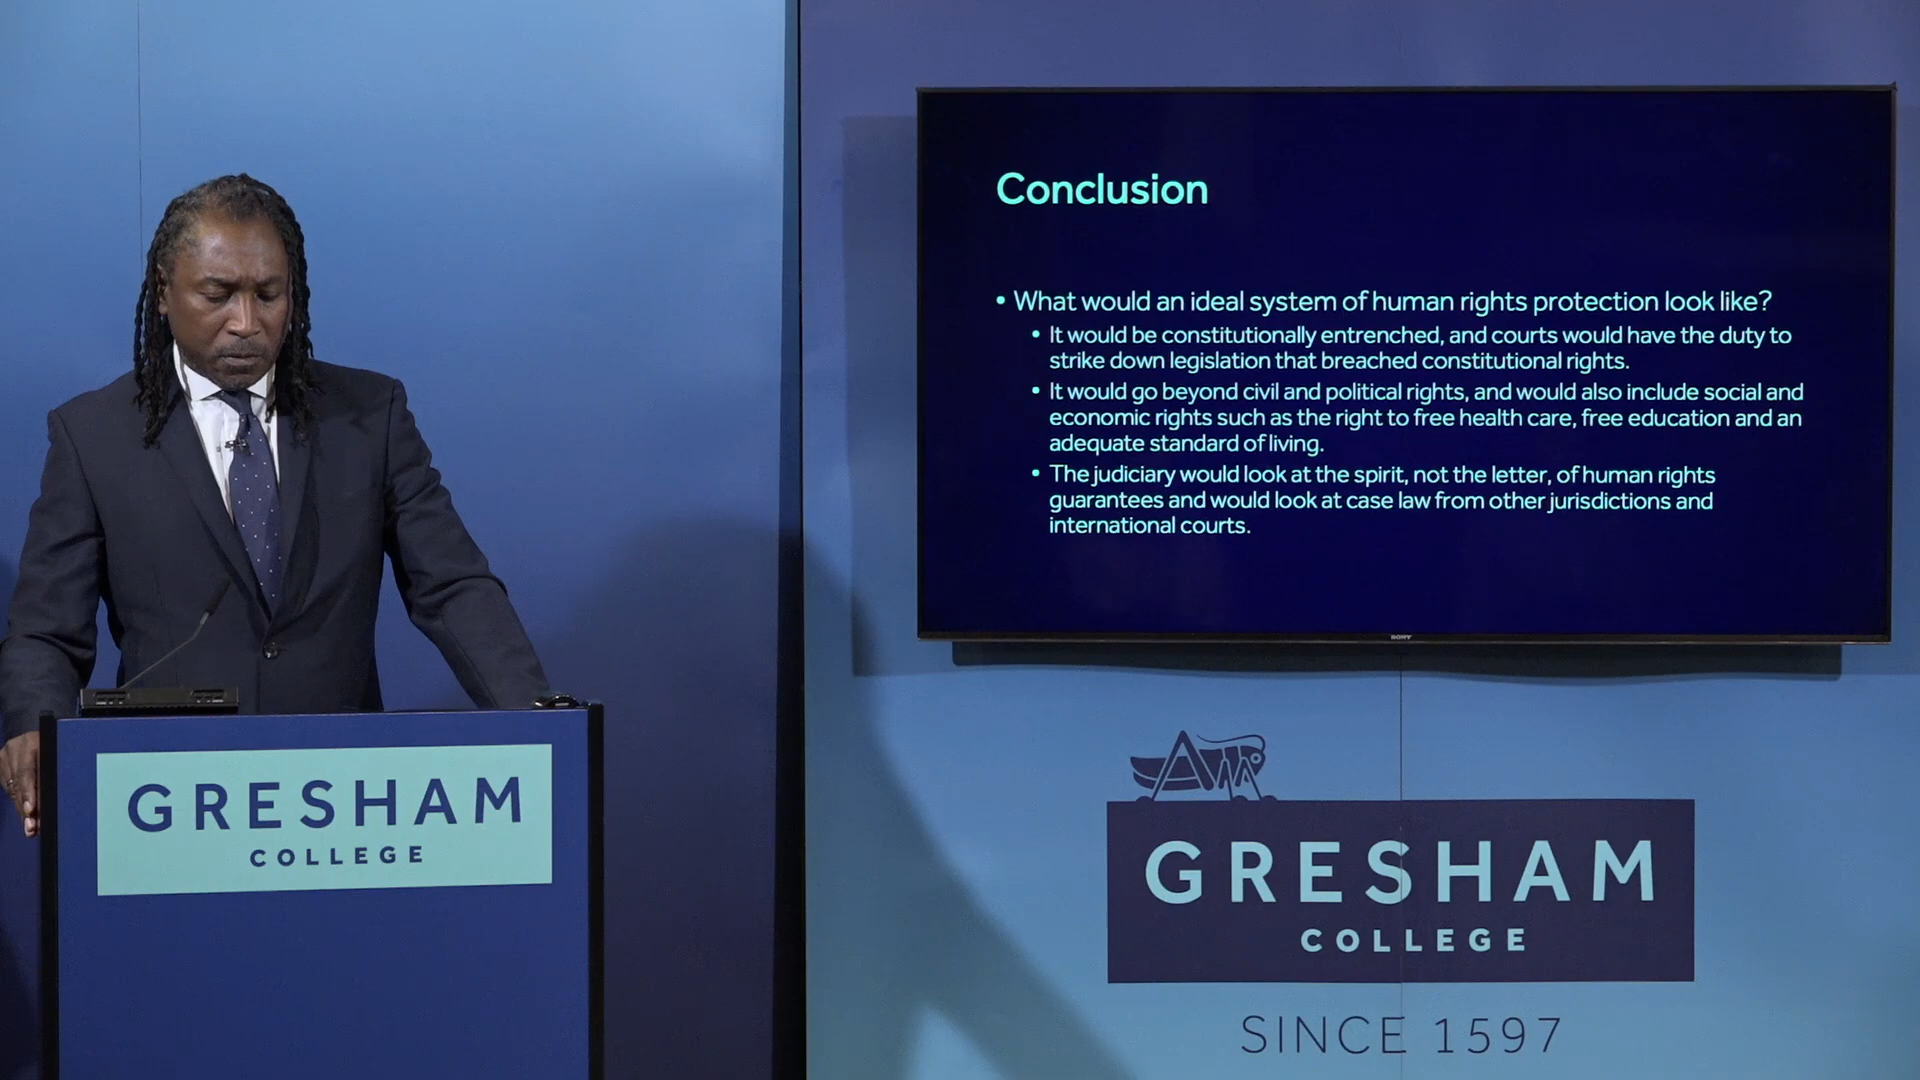 Conclusion
• What would an ideal system of human rights protection look like?
• It would be constitutionally entrenched, and courts would have the duty to
strike down legislation that breached constitutional rights.
• It would go beyond civil and political rights, and would also include social and
economic rights such as the right to free health care, free education and an
adequate standard of living.
• The judiciary would look at the spirit, not the letter, of human rights
guarantees and would look at case law from other jurisdictions and
international courts.
SONY
GRESHAM
COLLEGE
GRESHAM
COLLEGE
SINCE 1597